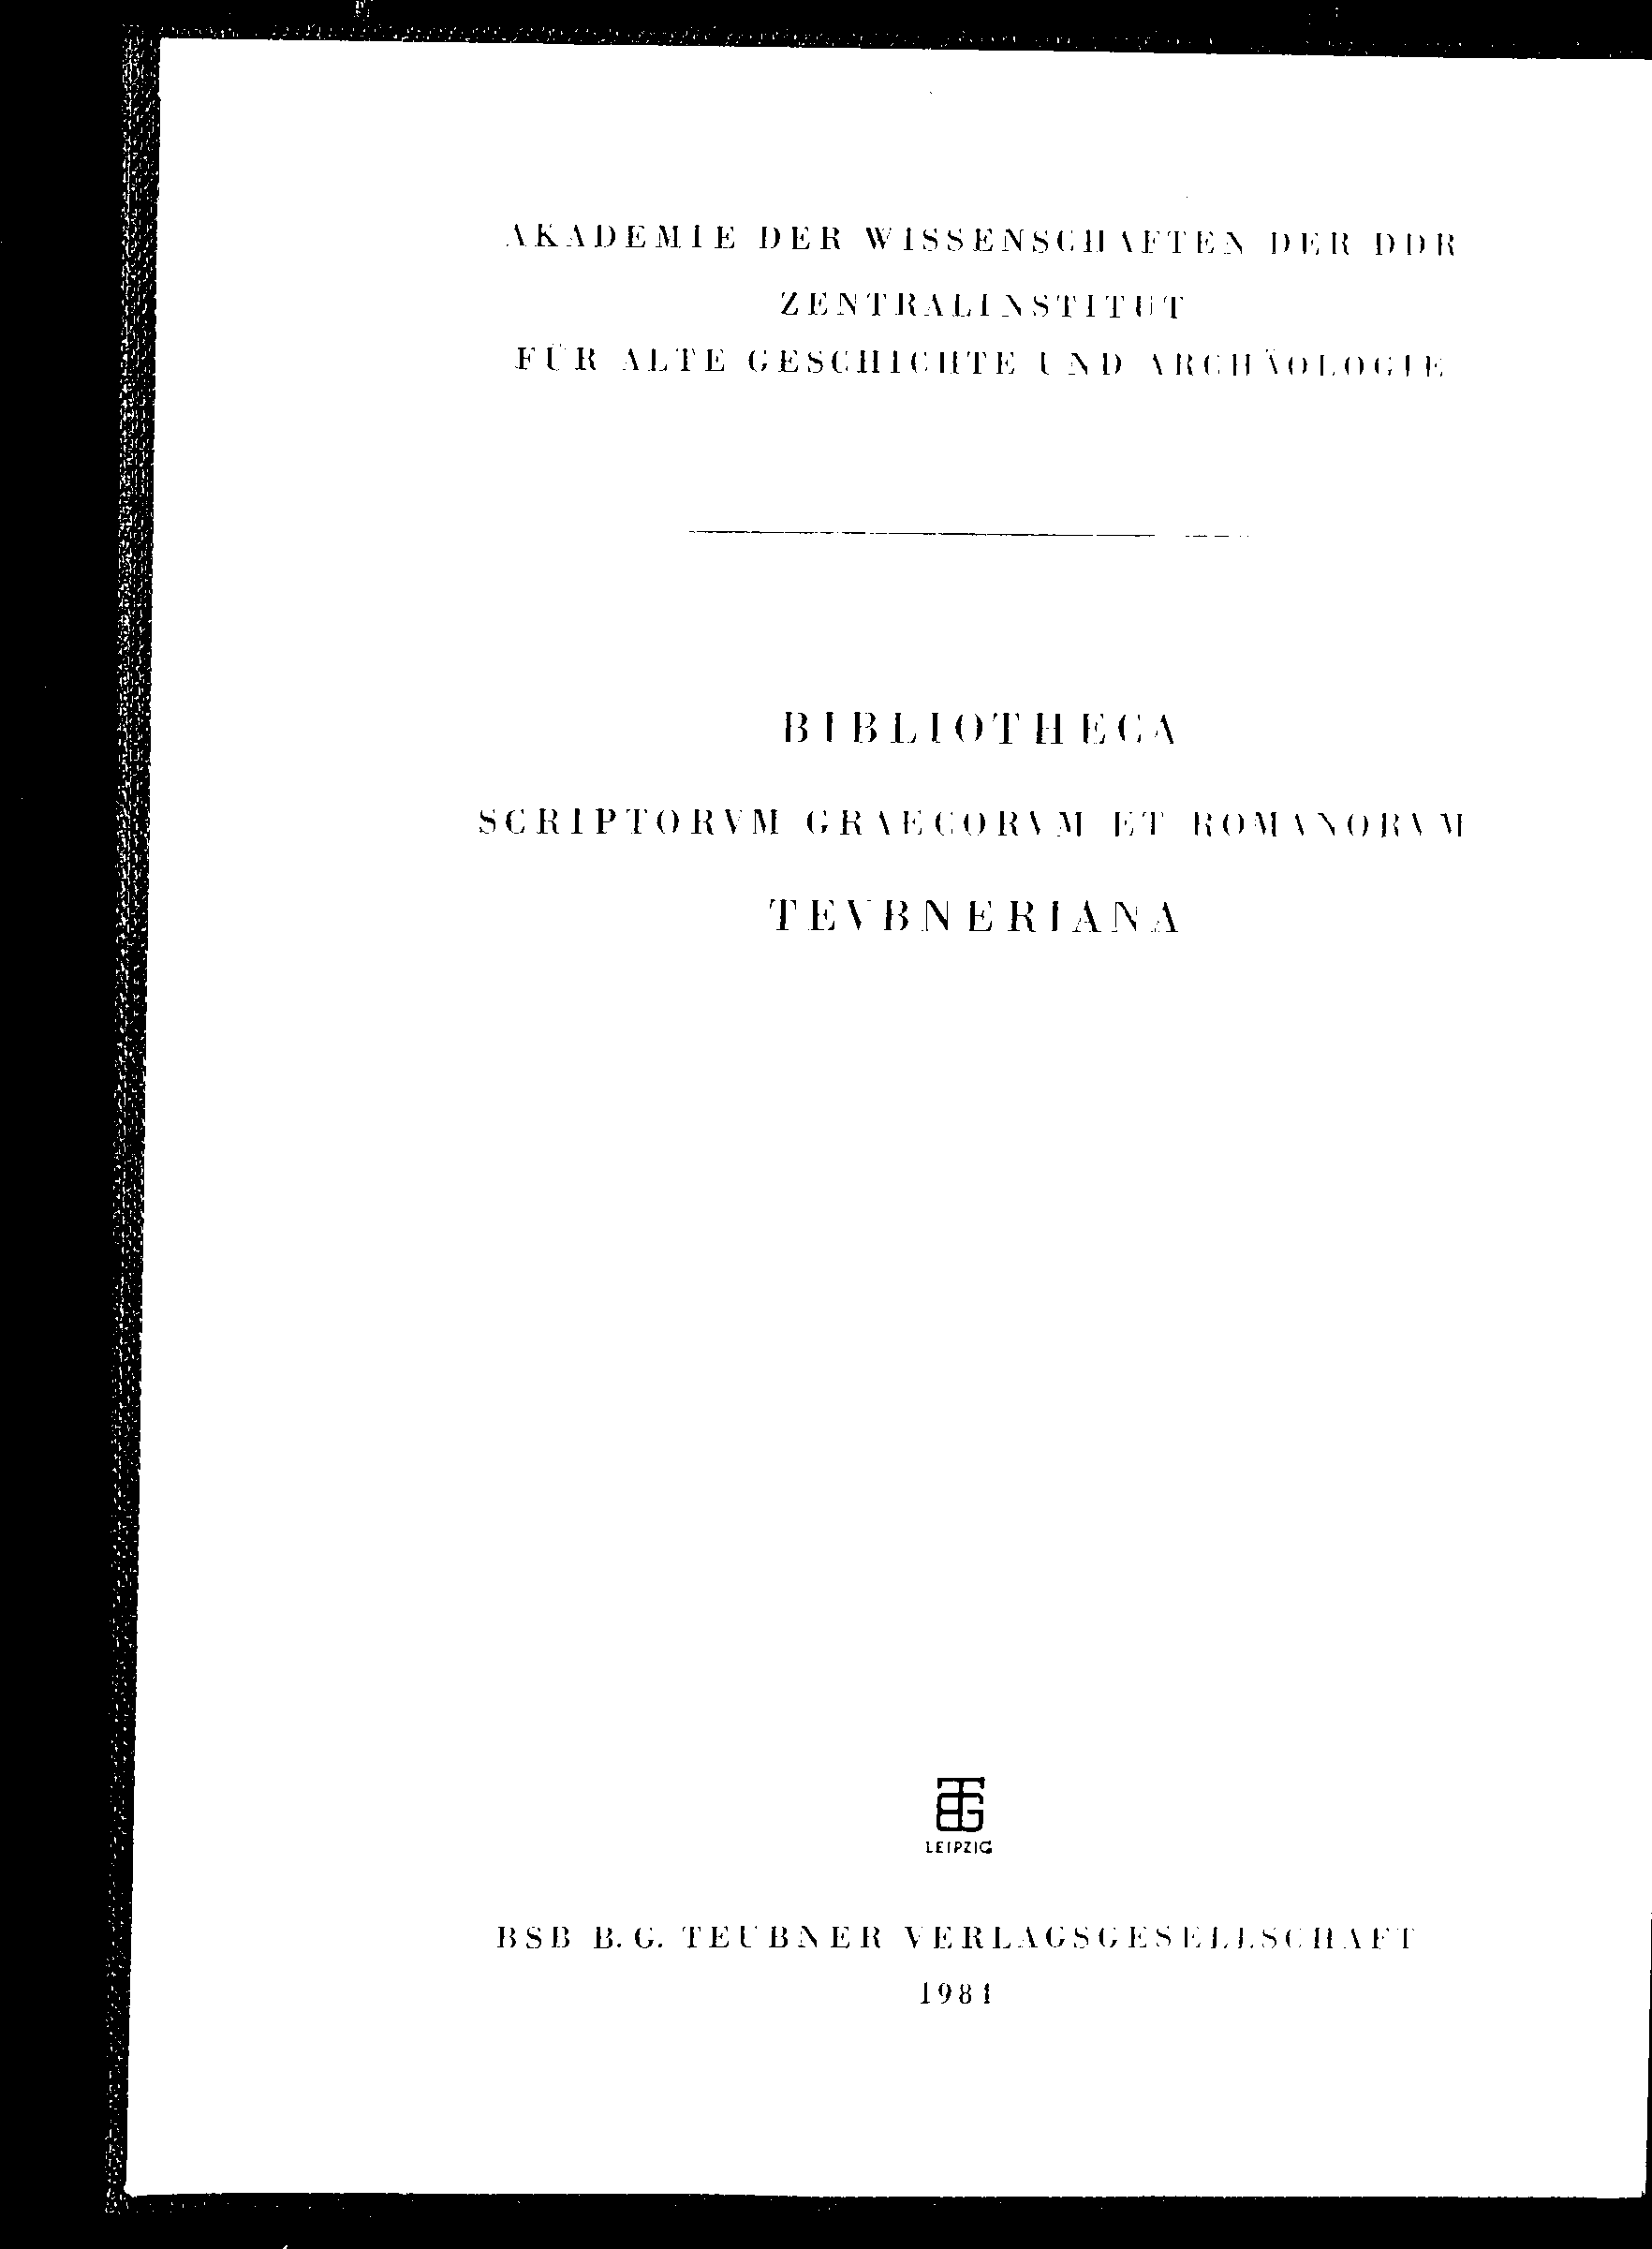 AKADEMIE DER WISSENSCHAFTEN DER DDR
ZENTRALINSTITUT
FÜR ALTE GESCHICHTE UND ARCHÄOLOGIE
BIBLIOTHECA
SCRIPTORVM GRAECORVM ET ROMANORVM
TEVBNERIANA
LEIPZIG
BSB B. G. TEUBNER VERLAGSGESELLSCHAFT